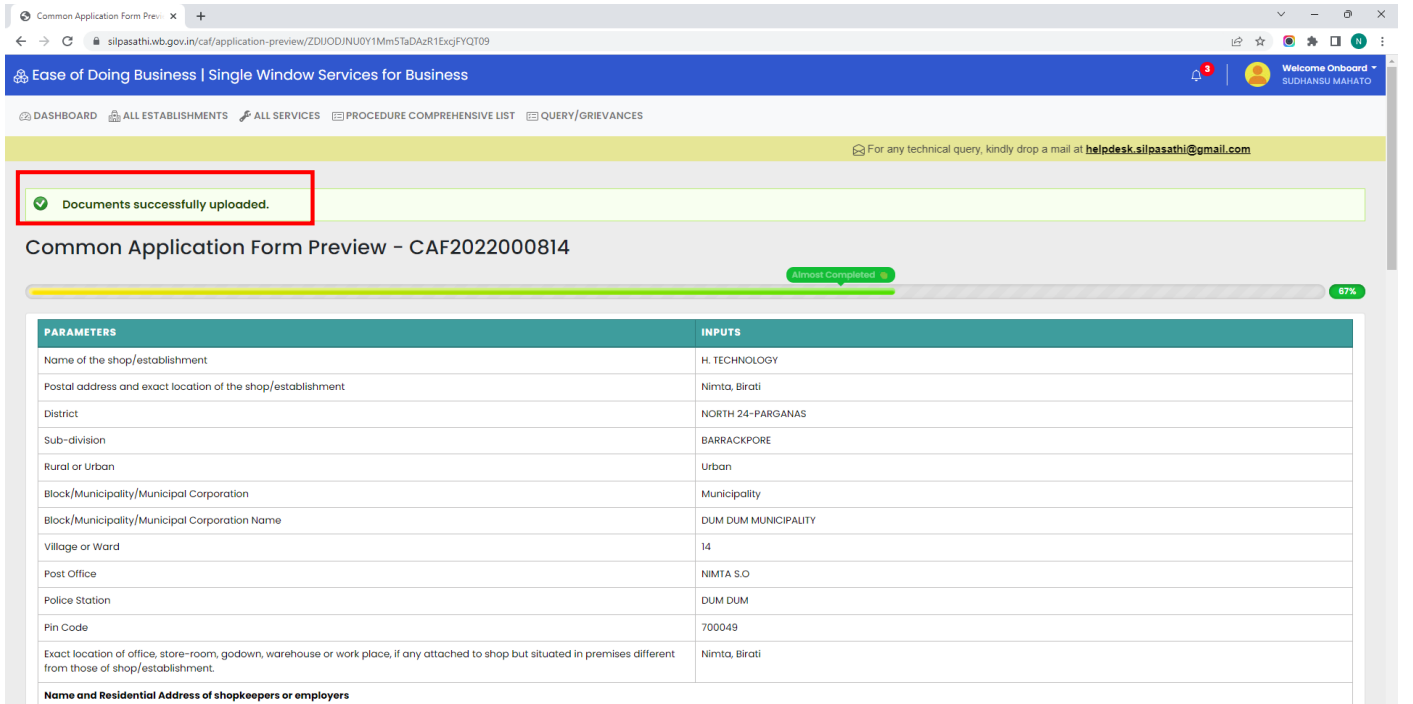 Common Application Form Previ
silpasathi.wb.gov.in/caf/application-preview/ZDlJODJNU0Y1Mm5TaDAzR1ExcjFYQT09
N
Ease of Doing Business | Single Window Services for Business
3
Welcome Onboard
SUDHANSU MAHATO
DASHBOARD ALL ESTABLISHMENTS ALL SERVICES PROCEDURE COMPREHENSIVE LIST QUERY/GRIEVANCES
For any technical query, kindly drop a mail at helpdesk.silpasathi@gmail.com
Documents successfully uploaded.
Common Application Form Preview - CAF2022000814
Almost Completed
67%
PARAMETERS INPUTS
Name of the shop/establishment H. TECHNOLOGY
Postal address and exact location of the shop/establishment Nimta, Birati
District NORTH 24-PARGANAS
Sub-division BARRACKPORE
Rural or Urban Urban
Block/Municipality/Municipal Corporation Municipality
Block/Municipality/Municipal Corporation Name DUM DUM MUNICIPALITY
Village or Ward 14
Post Office NIMTA S.O
Police Station DUM DUM
Pin Code 700049
Exact location of office, store-room, godown, warehouse or work place, if any attached to shop but situated in premises different Nimta, Birati
from those of shop/establishment.
Name and Residential Address of shopkeepers or employers